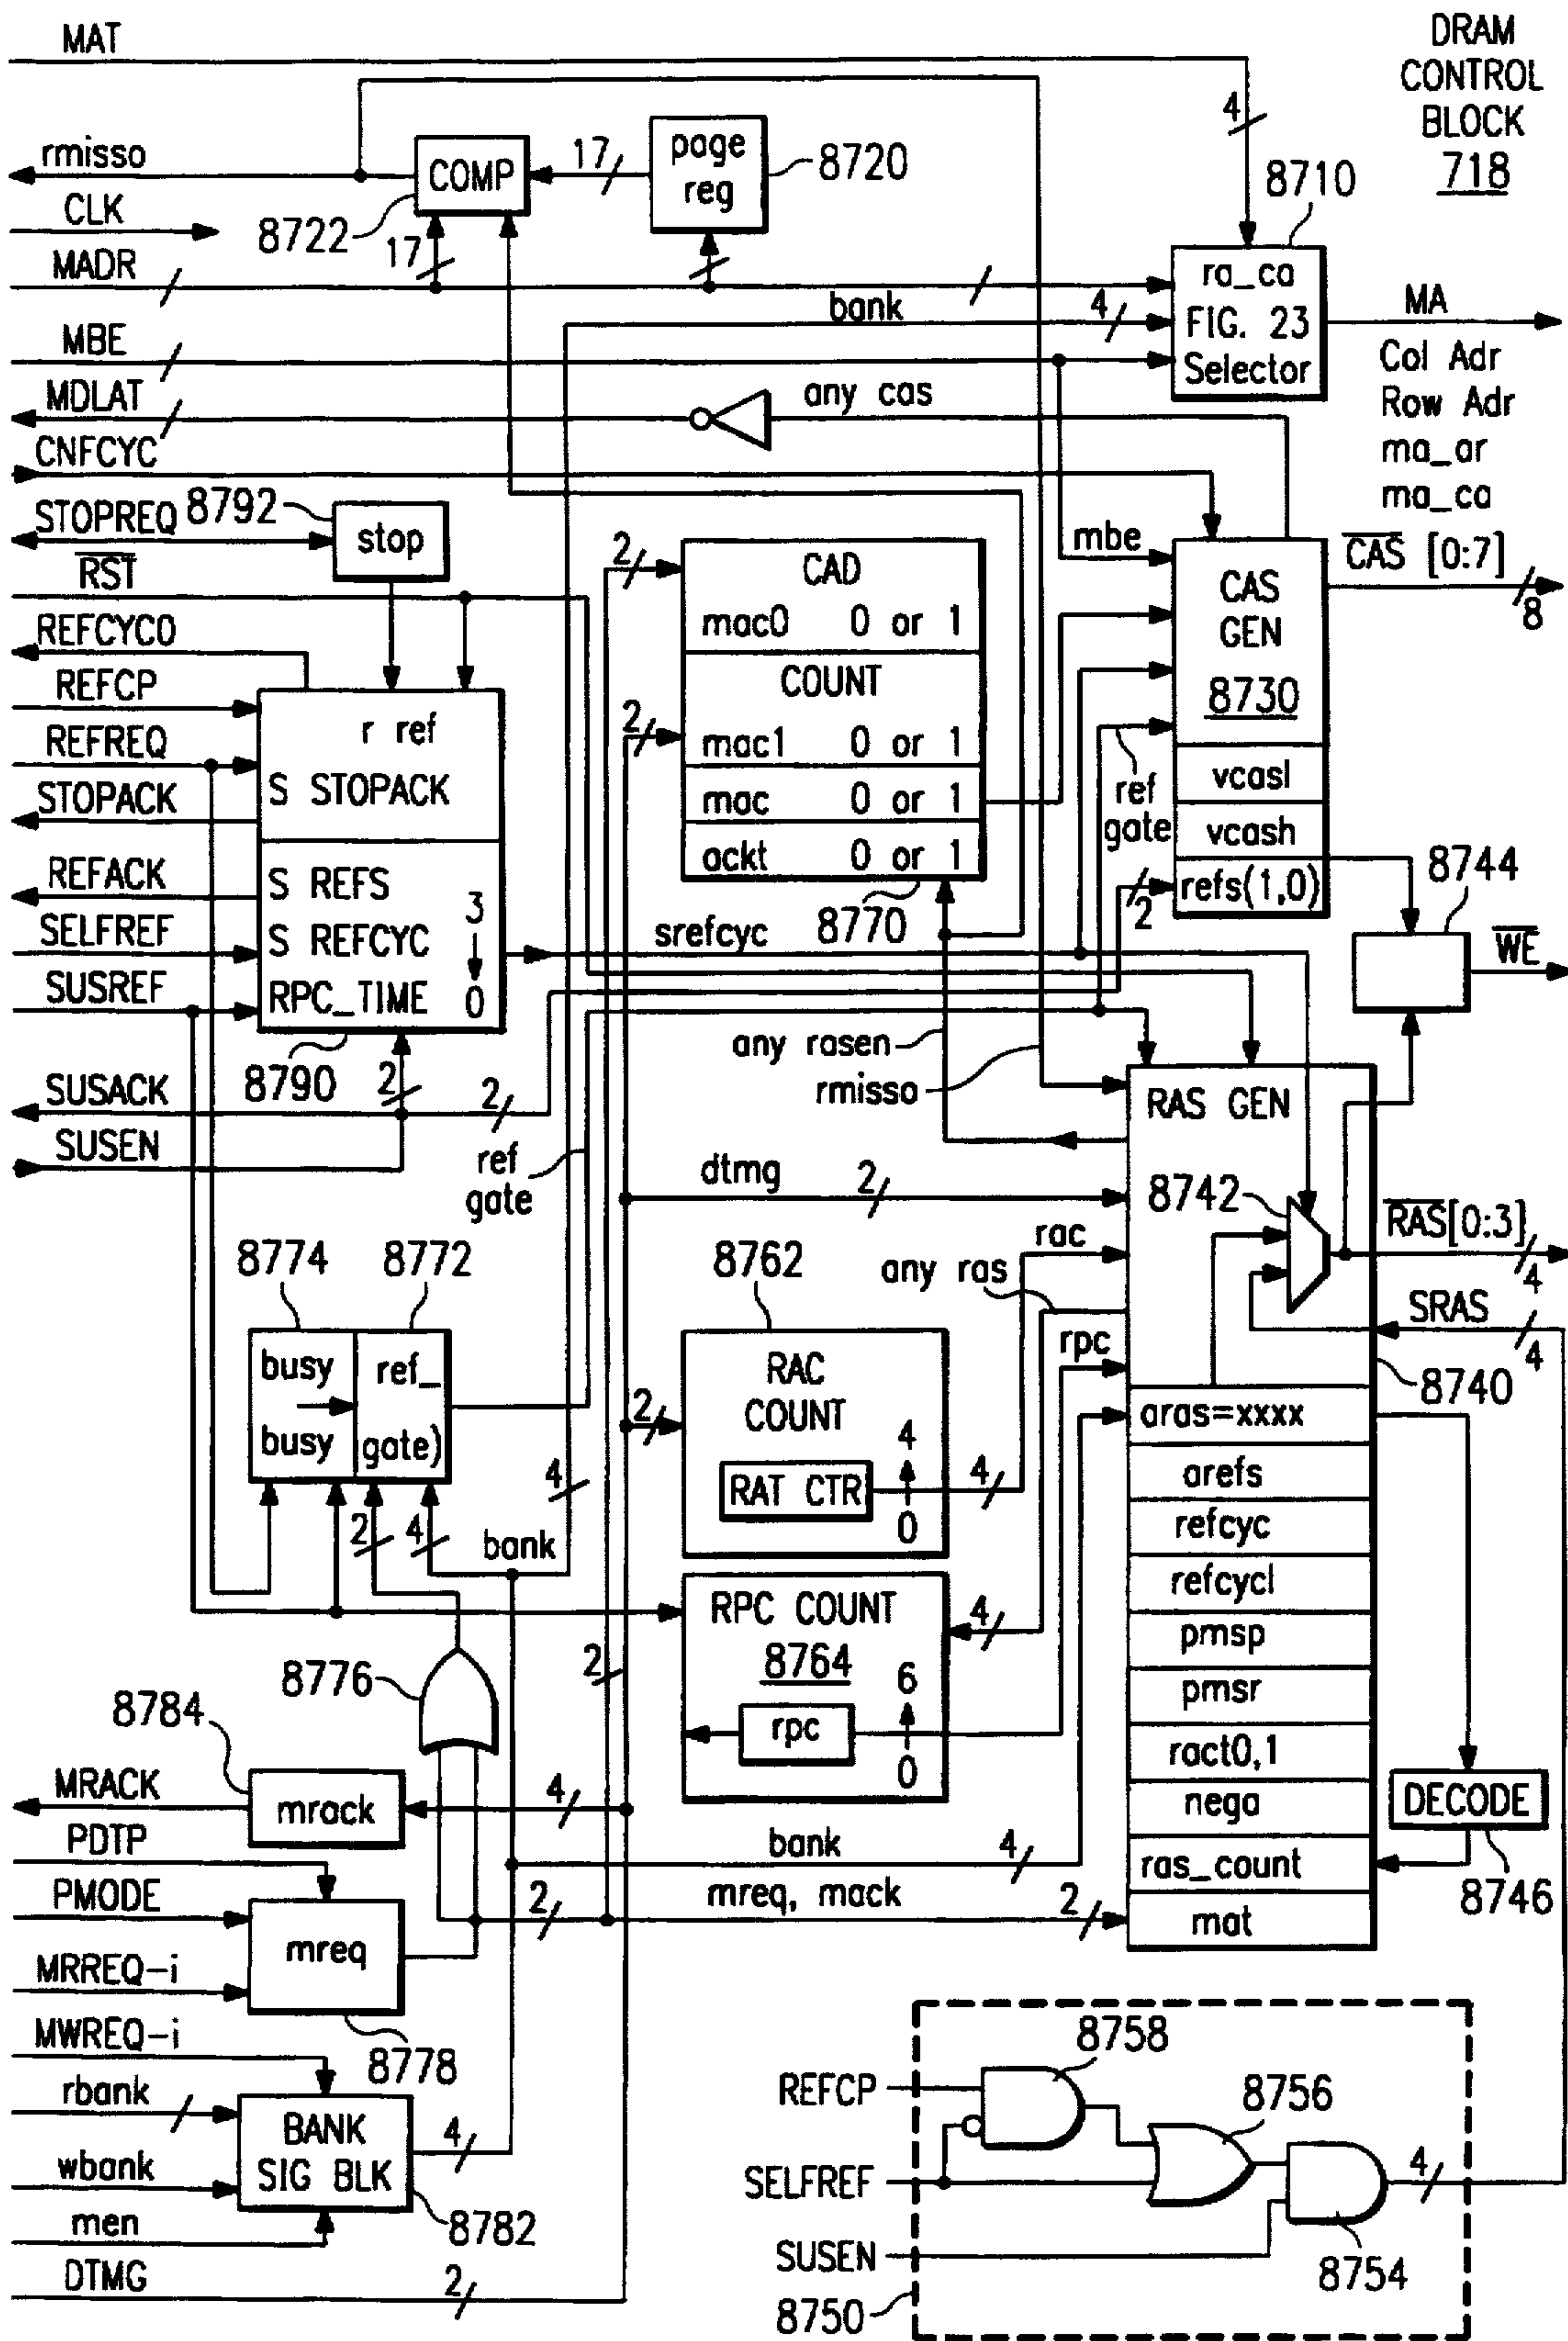 DRAM
CONTROL
BLOCK
718
MAT
4
rmisso
COMP
17
page
reg
8720
8710
CLK
8722
17
MADR
ra_ca
FIG. 23
Selector
bank
4
MA
Col Adr
Row Adr
ma_ar
ma_ca
MBE
MDLAT
any cas
CNFCYC
STOPREQ
8792
stop
RST
2
CAD
mac0 0 or 1
COUNT
mac1 0 or 1
mac 0 or 1
ackt 0 or 1
8770
2
mbe
CAS
GEN
8730
vcasl
vcash
refs(1,0)
CAS [0:7]
8
ref
gate
2
REFCYCO
REFCP
REFREQ
STOPACK
REFACK
SELFREF
SUSREF
r ref
S STOPACK
S REFS
S REFCYC
RPC_TIME
3
0
8790
srefcyc
8744
WE
any rasen
rmisso
SUSACK
2
2
SUSEN
ref
gate
dtmg
2
RAS GEN
8742
RAS[0:3]
4
SRAS
4
8740
8774
8772
busy
busy
ref_
gate)
8762
rac
any ras
rpc
RAC
COUNT
RAT CTR
4
0
4
2
aras=xxxx
arefs
refcyc
refcycl
pmsp
pmsr
ract0,1
nega
ras_count
mat
2
4
4
bank
RPC COUNT
8764
rpc
6
0
4
2
8776
8784
MRACK
mrack
4
PDTP
PMODE
mreq
bank
4
mreq, mack
2
2
DECODE
8746
MRREQ-i
8778
MWREQ-i
rbank
wbank
men
BANK
SIG BLK
4
8782
DTMG
2
8758
REFCP
8756
SELFREF
4
SUSEN
8754
8750